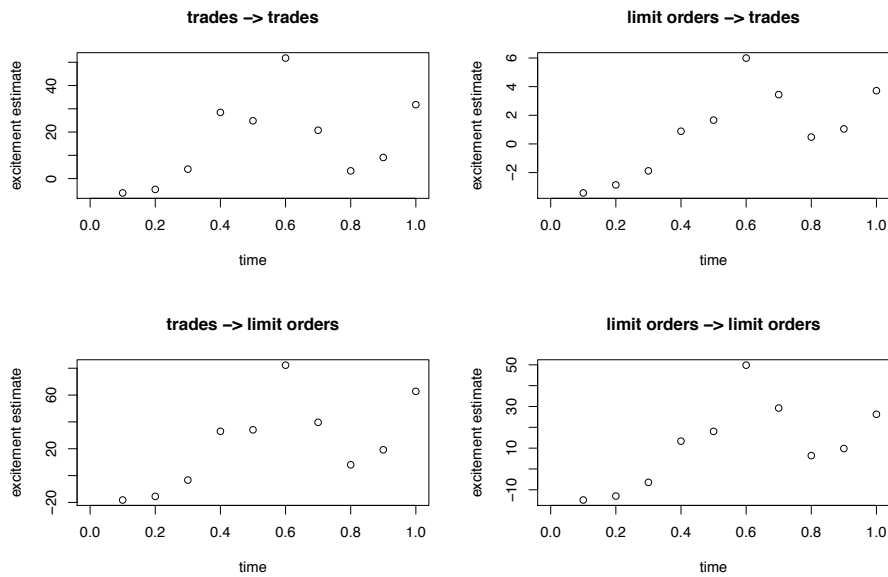 trades −> trades
excitement estimate
0 20 40
0.0 0.2 0.4 0.6 0.8 1.0
time
limit orders −> trades
excitement estimate
−2 0 2 4 6
0.0 0.2 0.4 0.6 0.8 1.0
time
trades −> limit orders
excitement estimate
−20 20 60
0.0 0.2 0.4 0.6 0.8 1.0
time
limit orders −> limit orders
excitement estimate
−10 10 30 50
0.0 0.2 0.4 0.6 0.8 1.0
time